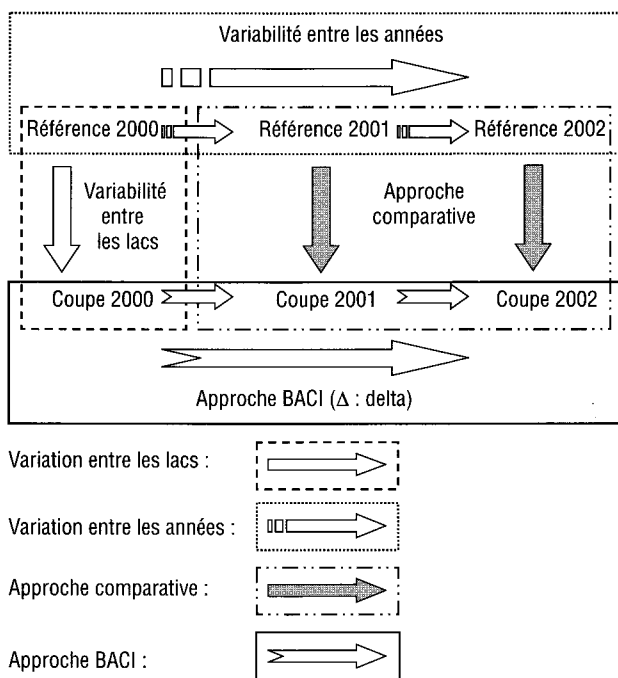 Variabilité entre les années
Référence 2000 Référence 2001 Référence 2002
Variabilité
entre
les lacs
Approche
comparative
Coupe 2000 Coupe 2001 Coupe 2002
Approche BACI (Δ : delta)
Variation entre les lacs :
Variation entre les années :
Approche comparative :
Approche BACI :